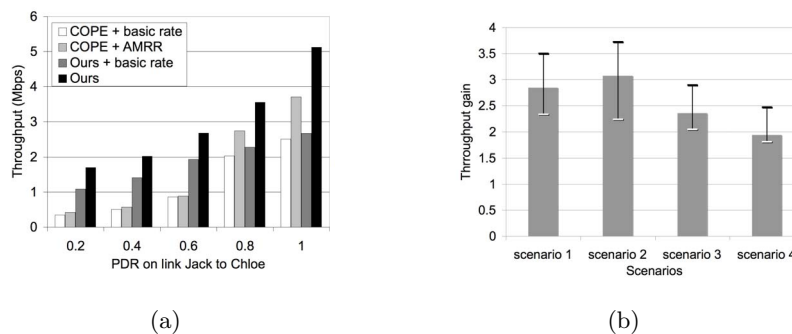 6
5
4
3
2
1
0
Throughput (Mbps)
COPE + basic rate
COPE + AMRR
Ours + basic rate
Ours
0.2 0.4 0.6 0.8 1
PDR on link Jack to Chloe
(a)
4
3.5
3
2.5
2
1.5
1
0.5
0
Throughput gain
scenario 1 scenario 2 scenario 3 scenario 4
Scenarios
(b)